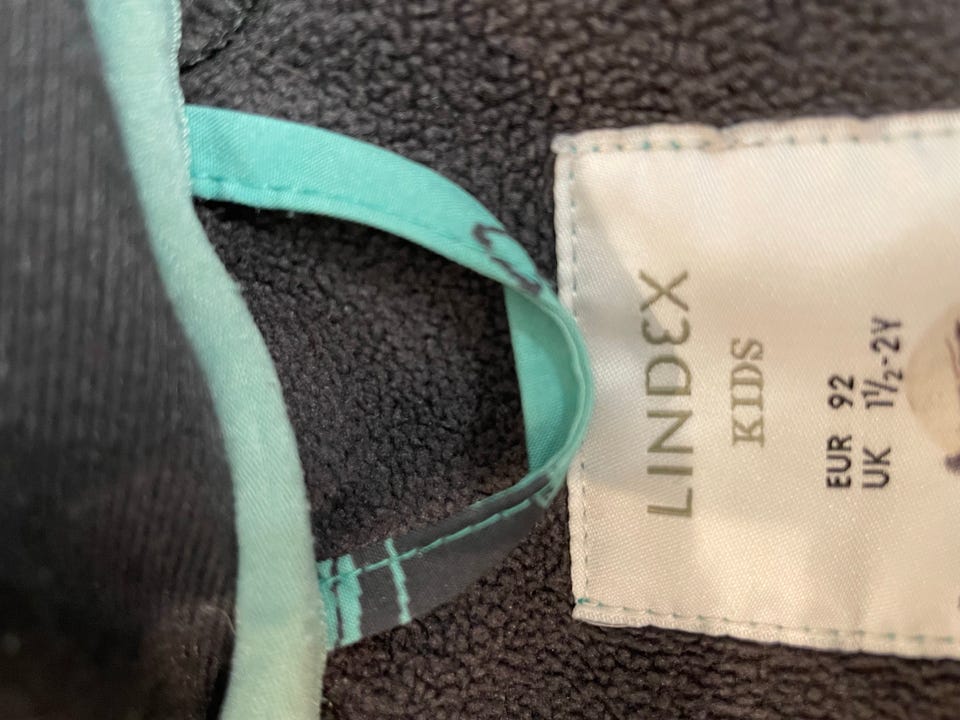 LINDEX
KIDS
EUR 92
UK 1½-2Y